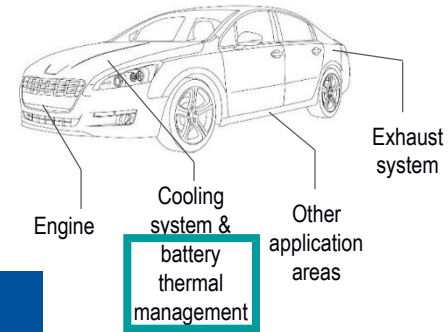 Exhaust
system
Engine
Cooling
system &
battery
thermal
management
Other
application
areas